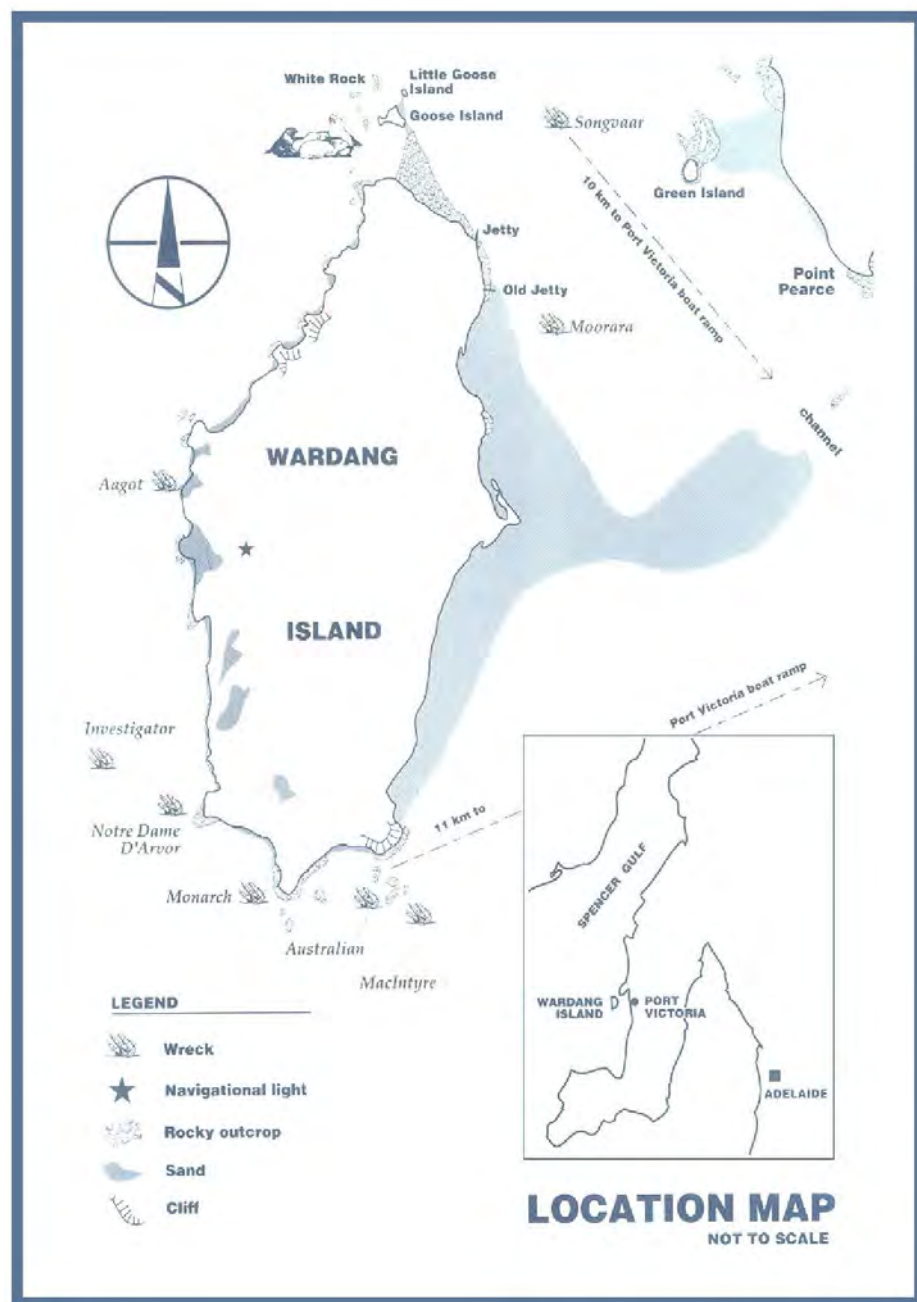 White Rock
Little Goose
Island
Goose Island
Songvaar
Green Island
10 km to Port Victoria boat ramp
Jetty
Point
Pearce
Old Jetty
Moorara
channel
WARDANG
Aagot
ISLAND
Port Victoria boat ramp
Investigator
11 km to
Notre Dame
D'Arvor
Monarch
Australian
MacIntyre
SPENCER GULF
WARDANG
ISLAND
PORT
VICTORIA
ADELAIDE
LEGEND
Wreck
Navigational light
Rocky outcrop
Sand
Cliff
LOCATION MAP
NOT TO SCALE